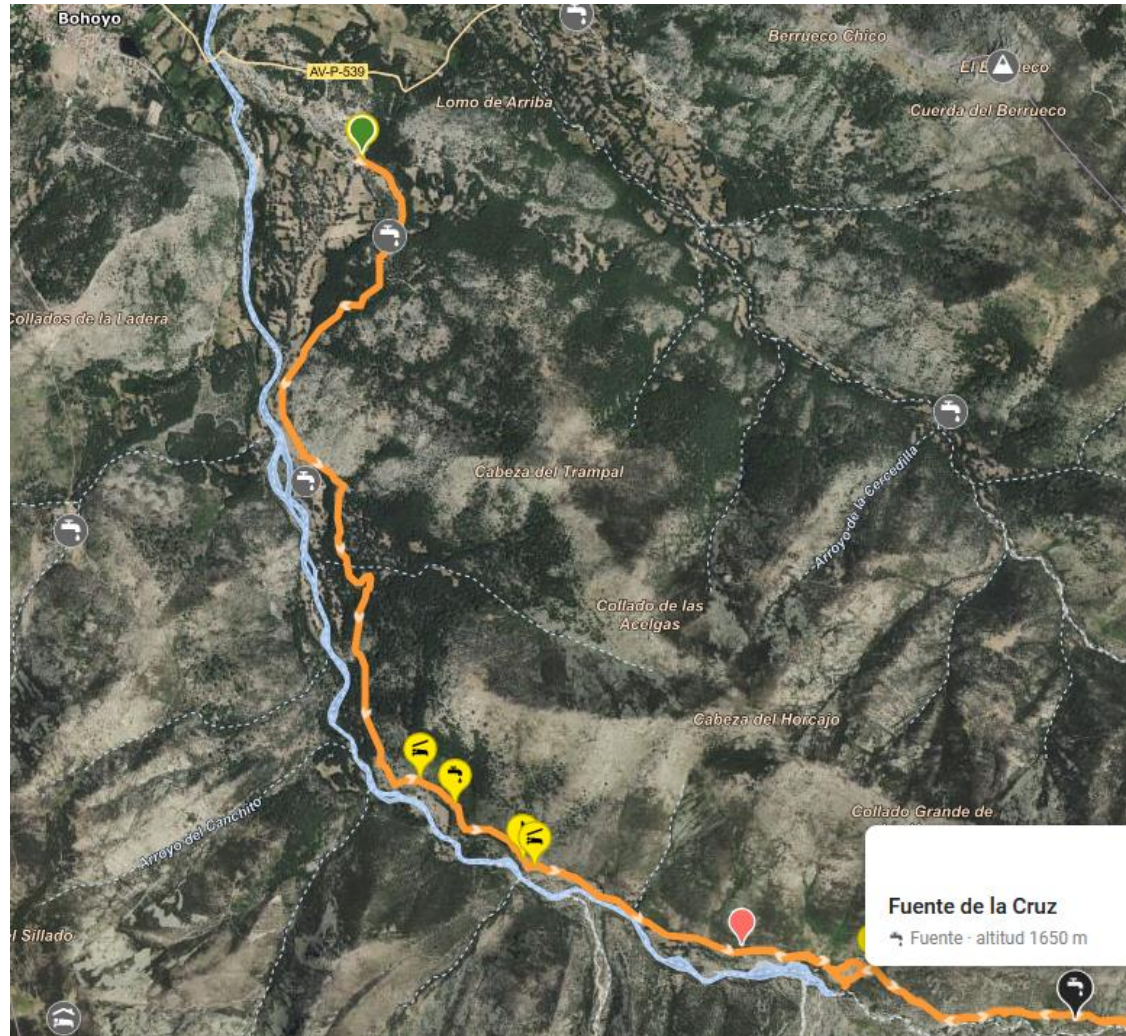 Bohoyo
Berrueco Chico
AV-P-539
Lomo de Arriba
Cuerda del Berrueco
Collados de la Ladera
Cabeza del Trampal
Arroyo de la Cercedilla
Collado de las
Acelgas
Cabeza del Horcajo
Arroyo del Canchito
Collado Grande de
Fuente de la Cruz
Fuente - altitud 1650 m
Sillado